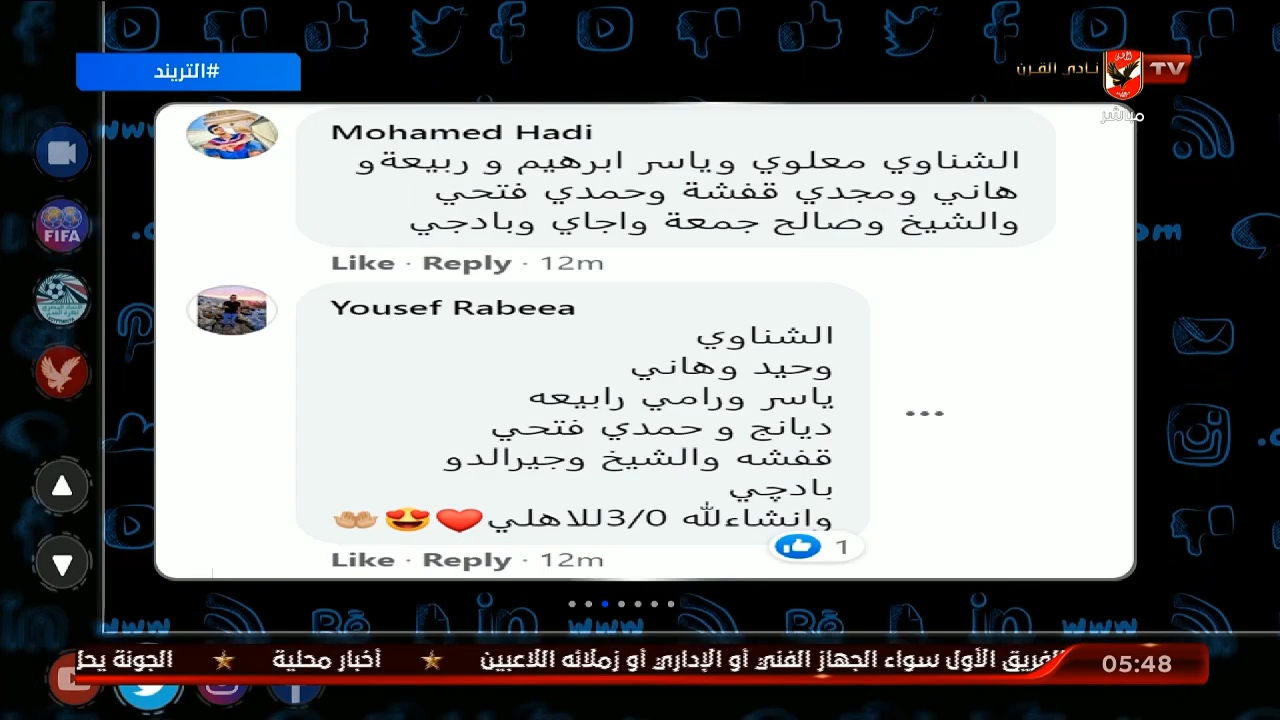 #التريند
نادي القرن
TV
مباشر
FIFA
Mohamed Hadi
الشناوي معلوي وياسر ابرهيم و ربيعةو
هاني ومجدي قفشة وحمدي فتحي
والشيخ وصالح جمعة واجاي وبادجي
Like · Reply · 12m
Yousef Rabeea
الشناوي
وحيد وهاني
ياسر ورامي رابيعه
ديانج و حمدي فتحي
قفشه والشيخ وجيرالدو
بادچي
وانشاءلله 3/0للاهلي❤️😍🤲🏼
1
Like · Reply · 12m
الفريق الأول سواء الجهاز الفني أو الإداري أو زملائه اللاعبين ★ أخبار محلية ★ الجونة
05:48